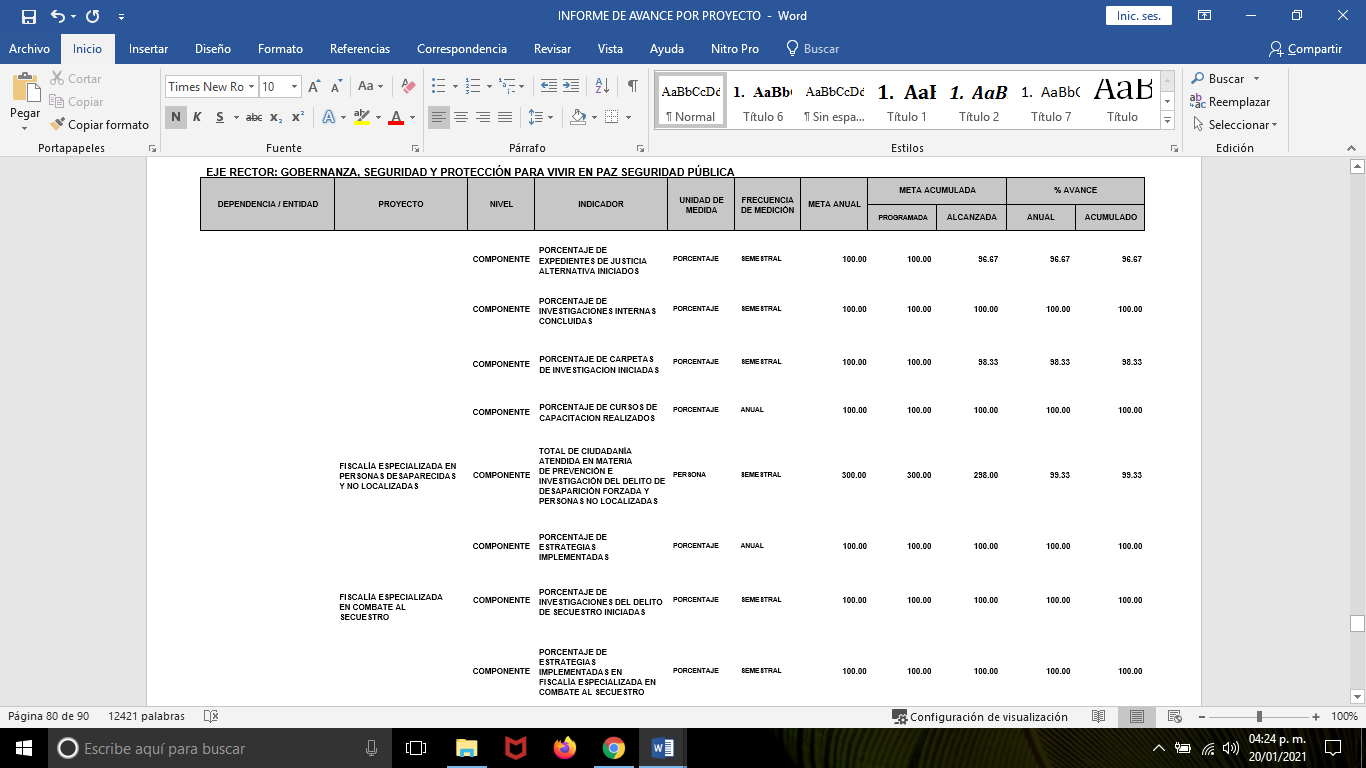 INFORME DE AVANCE POR PROYECTO - Word
Inic. ses.
Archivo Inicio Insertar Diseño Formato Referencias Correspondencia Revisar Vista Ayuda Nitro Pro Buscar Compartir
Pegar
Cortar
Copiar
Copiar formato
Portapapeles
Times New Ro 10
N K S abc x₂ x²
Fuente
Párrafo
AaBbCcDd 1. AaBb( AaBbCcDd 1. AaB 1. AaB 1. AaBb( AaB
¶ Normal Título 6 ¶ Sin espa... Título 1 Título 2 Título 7 Título
Estilos
Buscar
Reemplazar
Seleccionar
Edición
EJE RECTOR: GOBERNANZA, SEGURIDAD Y PROTECCIÓN PARA VIVIR EN PAZ SEGURIDAD PÚBLICA
DEPENDENCIA / ENTIDAD
PROYECTO
NIVEL
INDICADOR
UNIDAD DE
MEDIDA
FRECUENCIA
DE MEDICIÓN
META ANUAL
META ACUMULADA
PROGRAMADA ALCANZADA
% AVANCE
ANUAL ACUMULADO
COMPONENTE
PORCENTAJE DE
EXPEDIENTES DE JUSTICIA
ALTERNATIVA INICIADOS
PORCENTAJE SEMESTRAL 100.00 100.00 96.67 96.67 96.67
COMPONENTE
PORCENTAJE DE
INVESTIGACIONES INTERNAS
CONCLUIDAS
PORCENTAJE SEMESTRAL 100.00 100.00 100.00 100.00 100.00
COMPONENTE
PORCENTAJE DE CARPETAS
DE INVESTIGACION INICIADAS
PORCENTAJE SEMESTRAL 100.00 100.00 98.33 98.33 98.33
COMPONENTE
PORCENTAJE DE CURSOS DE
CAPACITACION REALIZADOS
PORCENTAJE ANUAL 100.00 100.00 100.00 100.00 100.00
FISCALÍA ESPECIALIZADA EN
PERSONAS DESAPARECIDAS
Y NO LOCALIZADAS
COMPONENTE
TOTAL DE CIUDADANÍA
ATENDIDA EN MATERIA
DE PREVENCIÓN E
INVESTIGACIÓN DEL DELITO DE
DESAPARICIÓN FORZADA Y
PERSONAS NO LOCALIZADAS
PERSONA SEMESTRAL 300.00 300.00 298.00 99.33 99.33
COMPONENTE
PORCENTAJE DE
ESTRATEGIAS
IMPLEMENTADAS
PORCENTAJE ANUAL 100.00 100.00 100.00 100.00 100.00
FISCALÍA ESPECIALIZADA
EN COMBATE AL
SECUESTRO
COMPONENTE
PORCENTAJE DE
INVESTIGACIONES DEL DELITO
DE SECUESTRO INICIADAS
PORCENTAJE SEMESTRAL 100.00 100.00 100.00 100.00 100.00
COMPONENTE
PORCENTAJE DE
ESTRATEGIAS
IMPLEMENTADAS EN
FISCALÍA ESPECIALIZADA EN
COMBATE AL SECUESTRO
PORCENTAJE SEMESTRAL 100.00 100.00 100.00 100.00 100.00
Página 80 de 90 12421 palabras Configuración de visualización 100%
Escribe aquí para buscar
04:24 p. m.
20/01/2021